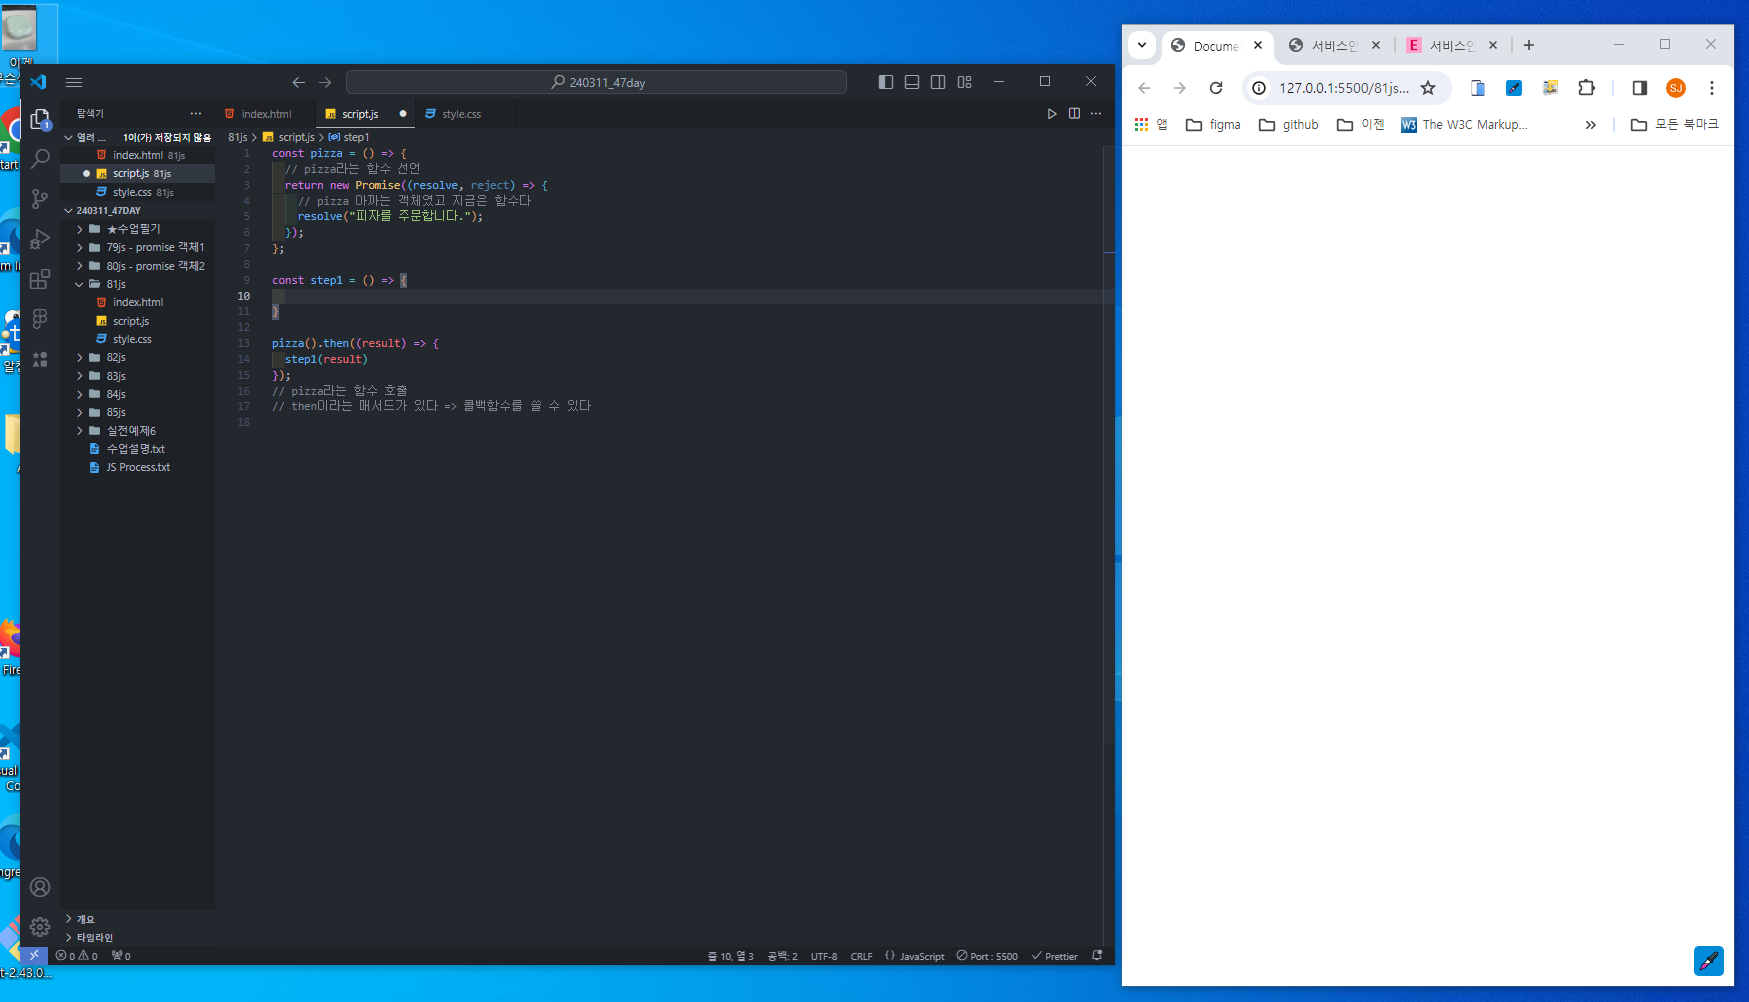 240311_47day
탐색기
index.html
script.js
style.css
열려 ...
1이(가) 저장되지 않음
index.html 81js
script.js 81js
style.css 81js
240311_47DAY
★수업필기
79js - promise 객체1
80js - promise 객체2
81js
index.html
script.js
style.css
82js
83js
84js
85js
실전예제6
수업설명.txt
JS Process.txt
개요
타임라인
81js > script.js > step1
1 const pizza = () => {
2 // pizza라는 함수 선언
3 return new Promise((resolve, reject) => {
4 // pizza 아까는 객체였고 지금은 함수다
5 resolve("피자를 주문합니다.");
6 });
7 };
8
9 const step1 = () => {
10
11 }
12
13 pizza().then((result) => {
14 step1(result)
15 });
16 // pizza라는 함수 호출
17 // then이라는 매서드가 있다 => 콜백함수를 쓸 수 있다
18
0 0 0
줄 10, 열 3 공백: 2 UTF-8 CRLF {} JavaScript Port : 5500 Prettier
Docume
서비스인
E 서비스인
127.0.0.1:5500/81js...
SJ
앱 figma github 이젠 W3 The W3C Markup... » 모든 북마크
이게
tart
m In
알
Fire
sual
Co
ngre
t-2.43.0...